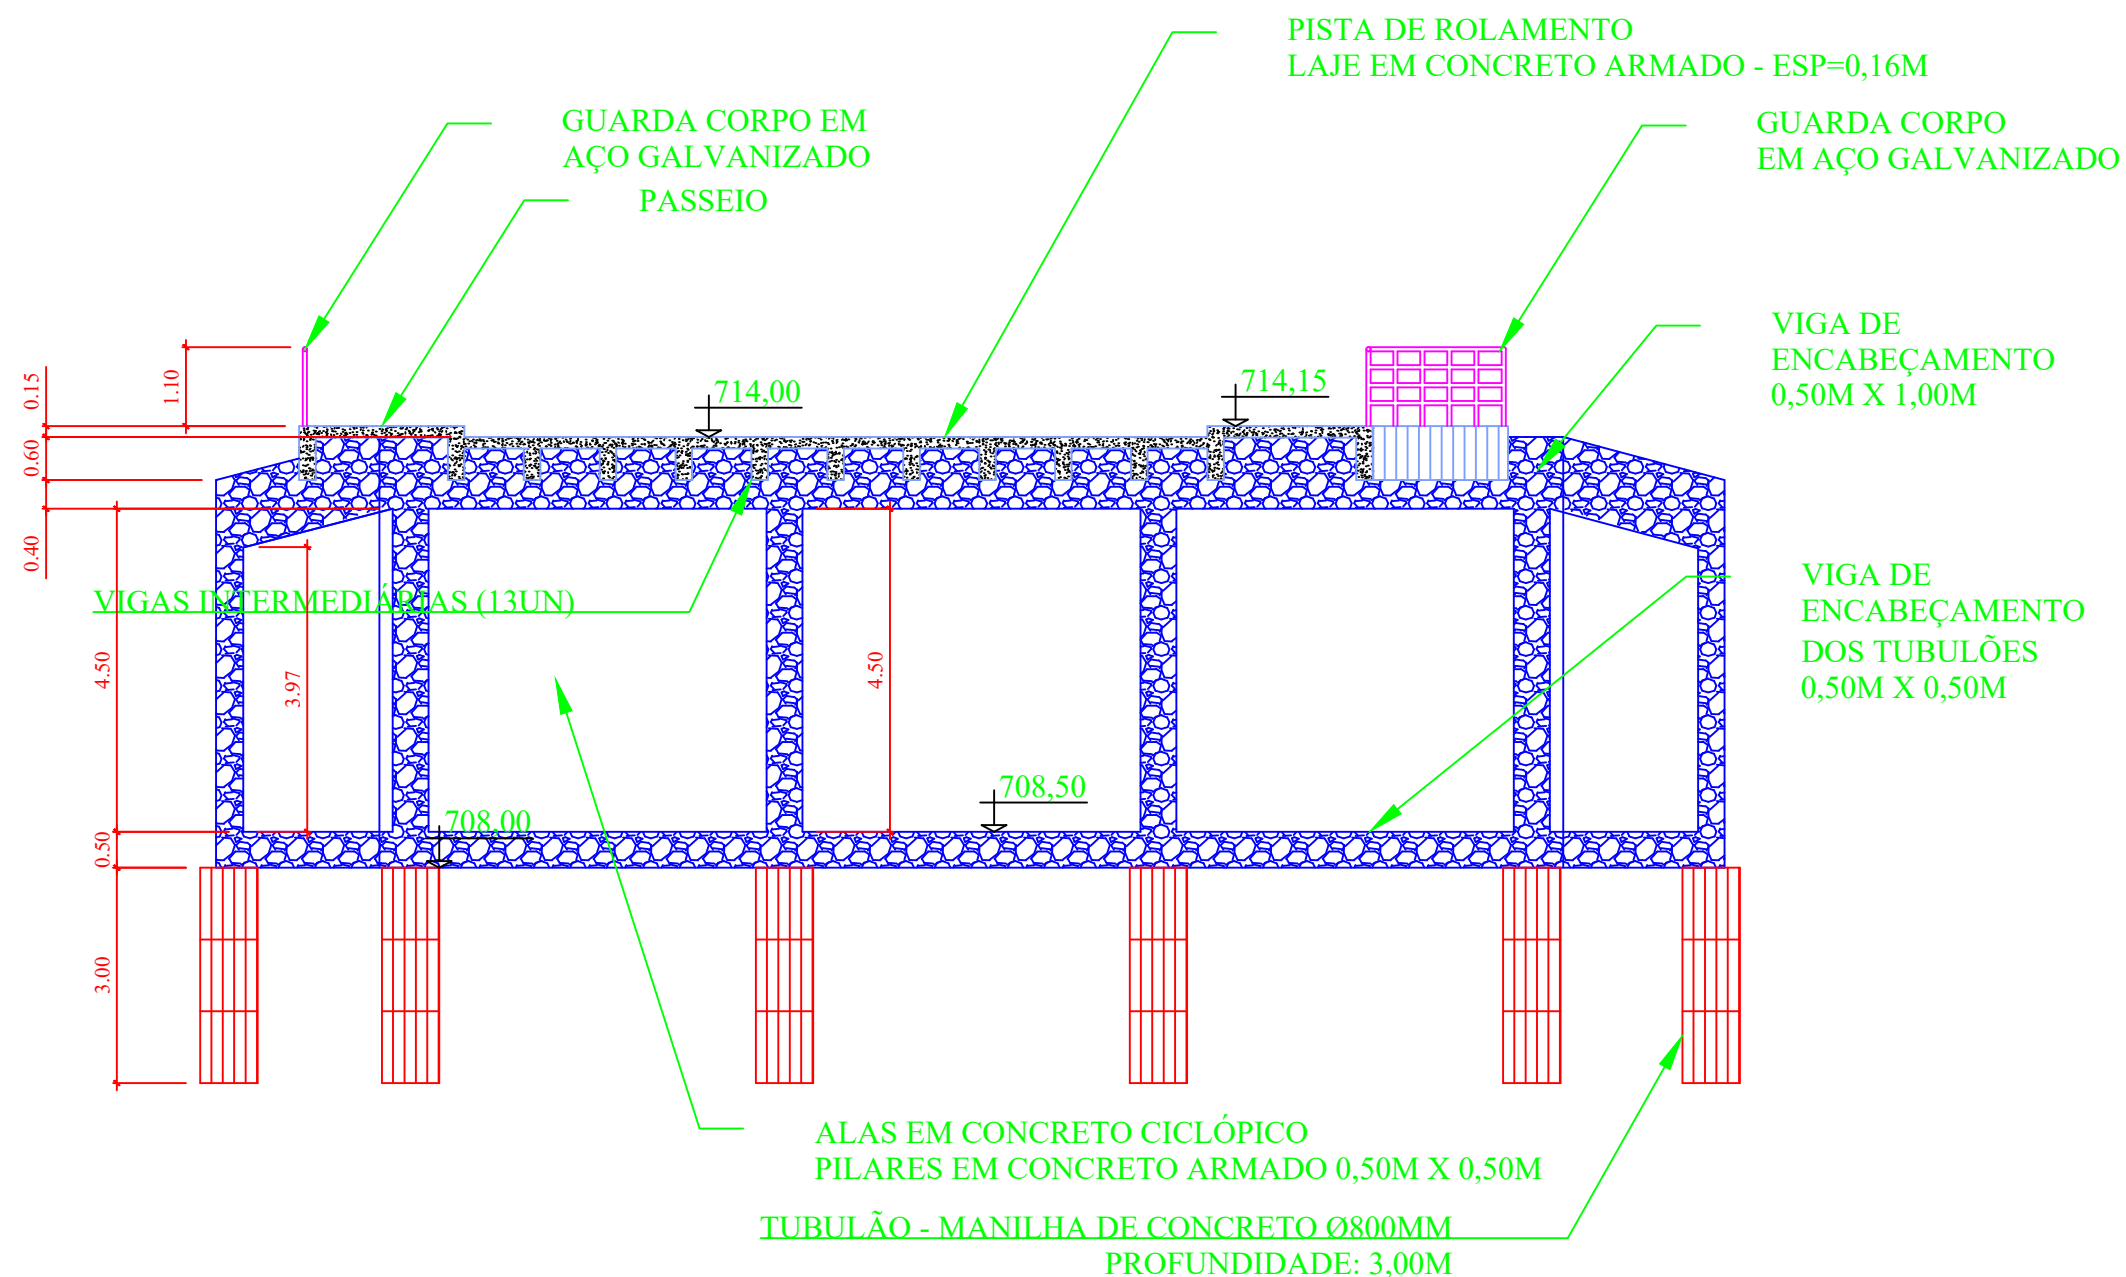 PISTA DE ROLAMENTO
LAJE EM CONCRETO ARMADO - ESP=0,16M
GUARDA CORPO EM
AÇO GALVANIZADO
GUARDA CORPO
EM AÇO GALVANIZADO
PASSEIO
VIGA DE
ENCABEÇAMENTO
0,50M X 1,00M
0.15
1.10
714,00
714,15
0.60
0.40
VIGAS INTERMEDIÁRIAS (13UN)
VIGA DE
ENCABEÇAMENTO
DOS TUBULÕES
0,50M X 0,50M
4.50
3.97
4.50
708,50
708,00
0.50
3.00
ALAS EM CONCRETO CICLÓPICO
PILARES EM CONCRETO ARMADO 0,50M X 0,50M
TUBULÃO - MANILHA DE CONCRETO Ø800MM
PROFUNDIDADE: 3,00M